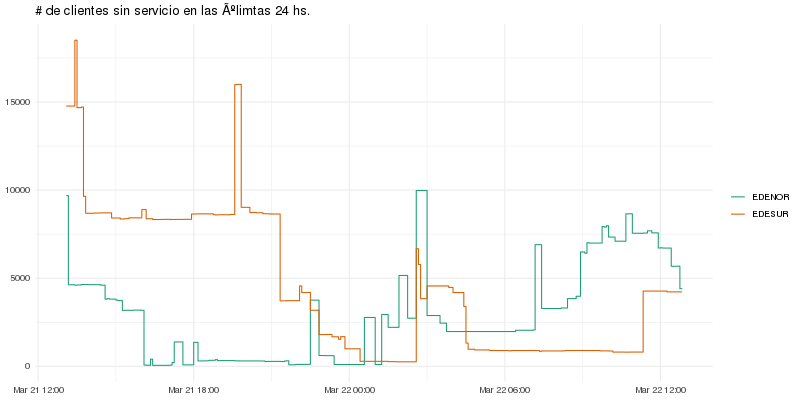 # de clientes sin servicio en las Ãºlimtas 24 hs.
15000
10000
5000
0
Mar 21 12:00
Mar 21 18:00
Mar 22 00:00
Mar 22 06:00
Mar 22 12:00
EDENOR
EDESUR